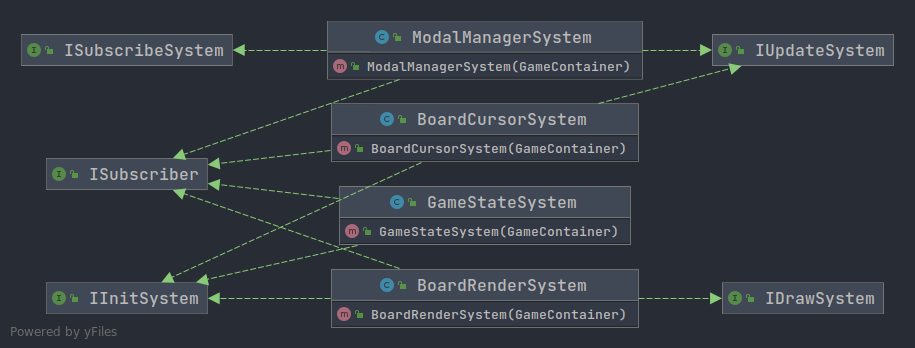 ISubscribeSystem
ModalManagerSystem
ModalManagerSystem(GameContainer)
IUpdateSystem
BoardCursorSystem
BoardCursorSystem(GameContainer)
ISubscriber
GameStateSystem
GameStateSystem(GameContainer)
IInitSystem
BoardRenderSystem
BoardRenderSystem(GameContainer)
IDrawSystem
Powered by yFiles